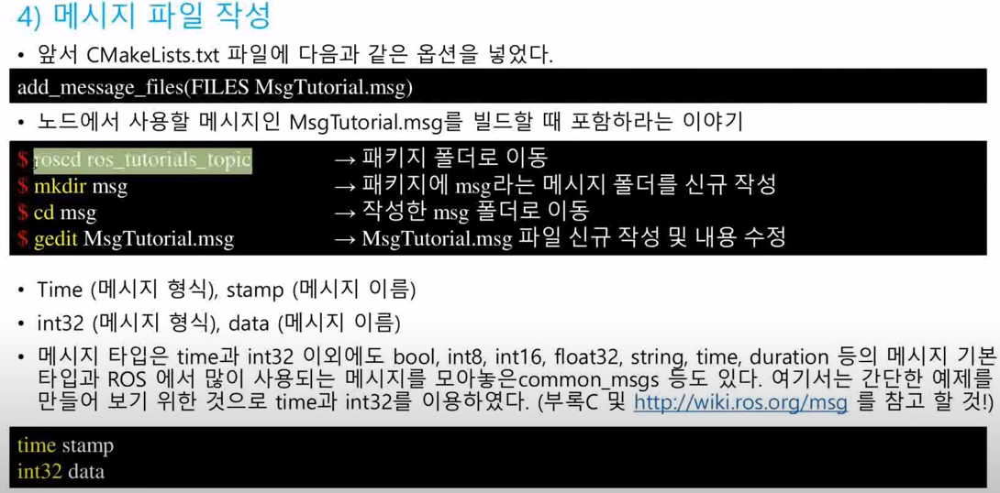 4) 메시지 파일 작성
• 앞서 CMakeLists.txt 파일에 다음과 같은 옵션을 넣었다.
add_message_files(FILES MsgTutorial.msg)
• 노드에서 사용할 메시지인 MsgTutorial.msg를 빌드할 때 포함하라는 이야기
$ roscd ros_tutorials_topic → 패키지 폴더로 이동
$ mkdir msg → 패키지에 msg라는 메시지 폴더를 신규 작성
$ cd msg → 작성한 msg 폴더로 이동
$ gedit MsgTutorial.msg → MsgTutorial.msg 파일 신규 작성 및 내용 수정
• Time (메시지 형식), stamp (메시지 이름)
• int32 (메시지 형식), data (메시지 이름)
• 메시지 타입은 time과 int32 이외에도 bool, int8, int16, float32, string, time, duration 등의 메시지 기본
타입과 ROS 에서 많이 사용되는 메시지를 모아놓은common_msgs 등도 있다. 여기서는 간단한 예제를
만들어 보기 위한 것으로 time과 int32를 이용하였다. (부록C 및 http://wiki.ros.org/msg 를 참고 할 것!)
time stamp
int32 data